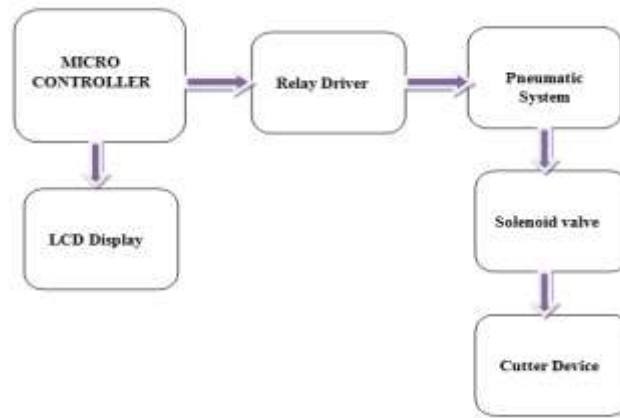 MICRO
CONTROLLER
Relay Driver
Pneumatic
System
LCD Display
Solenoid valve
Cutter Device